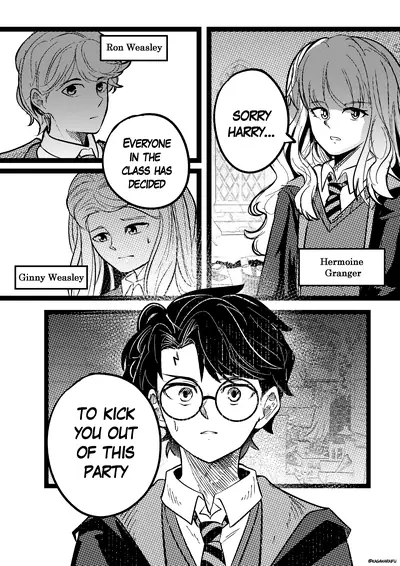 Ron Weasley
SORRY
HARRY...
EVERYONE
IN THE
CLASS HAS
DECIDED
Hermoine
Granger
Ginny Weasley
TO KICK
YOU OUT
OF THIS
PARTY